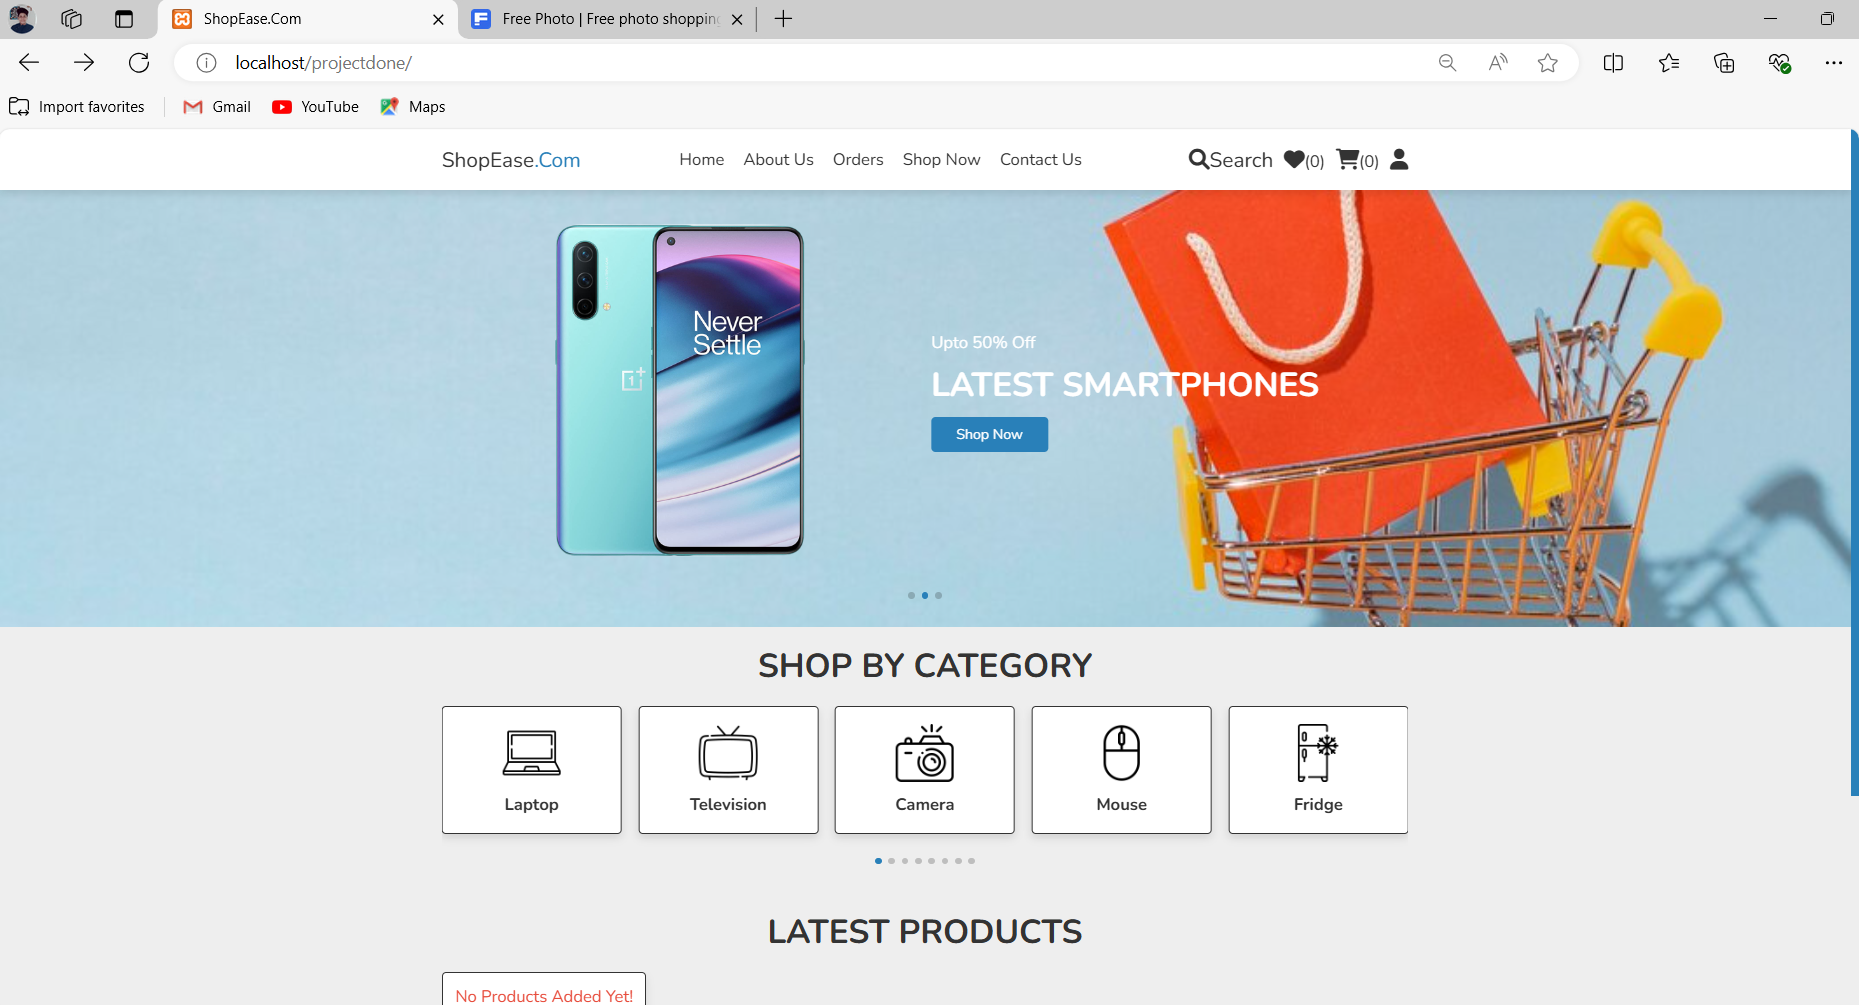 ShopEase.Com
Free Photo | Free photo shopping
localhost/projectdone/
Import favorites
Gmail
YouTube
Maps
ShopEase.Com
Home
About Us
Orders
Shop Now
Contact Us
Search
(0)
(0)
Never
Settle
Upto 50% Off
LATEST SMARTPHONES
Shop Now
SHOP BY CATEGORY
Laptop
Television
Camera
Mouse
Fridge
LATEST PRODUCTS
No Products Added Yet!